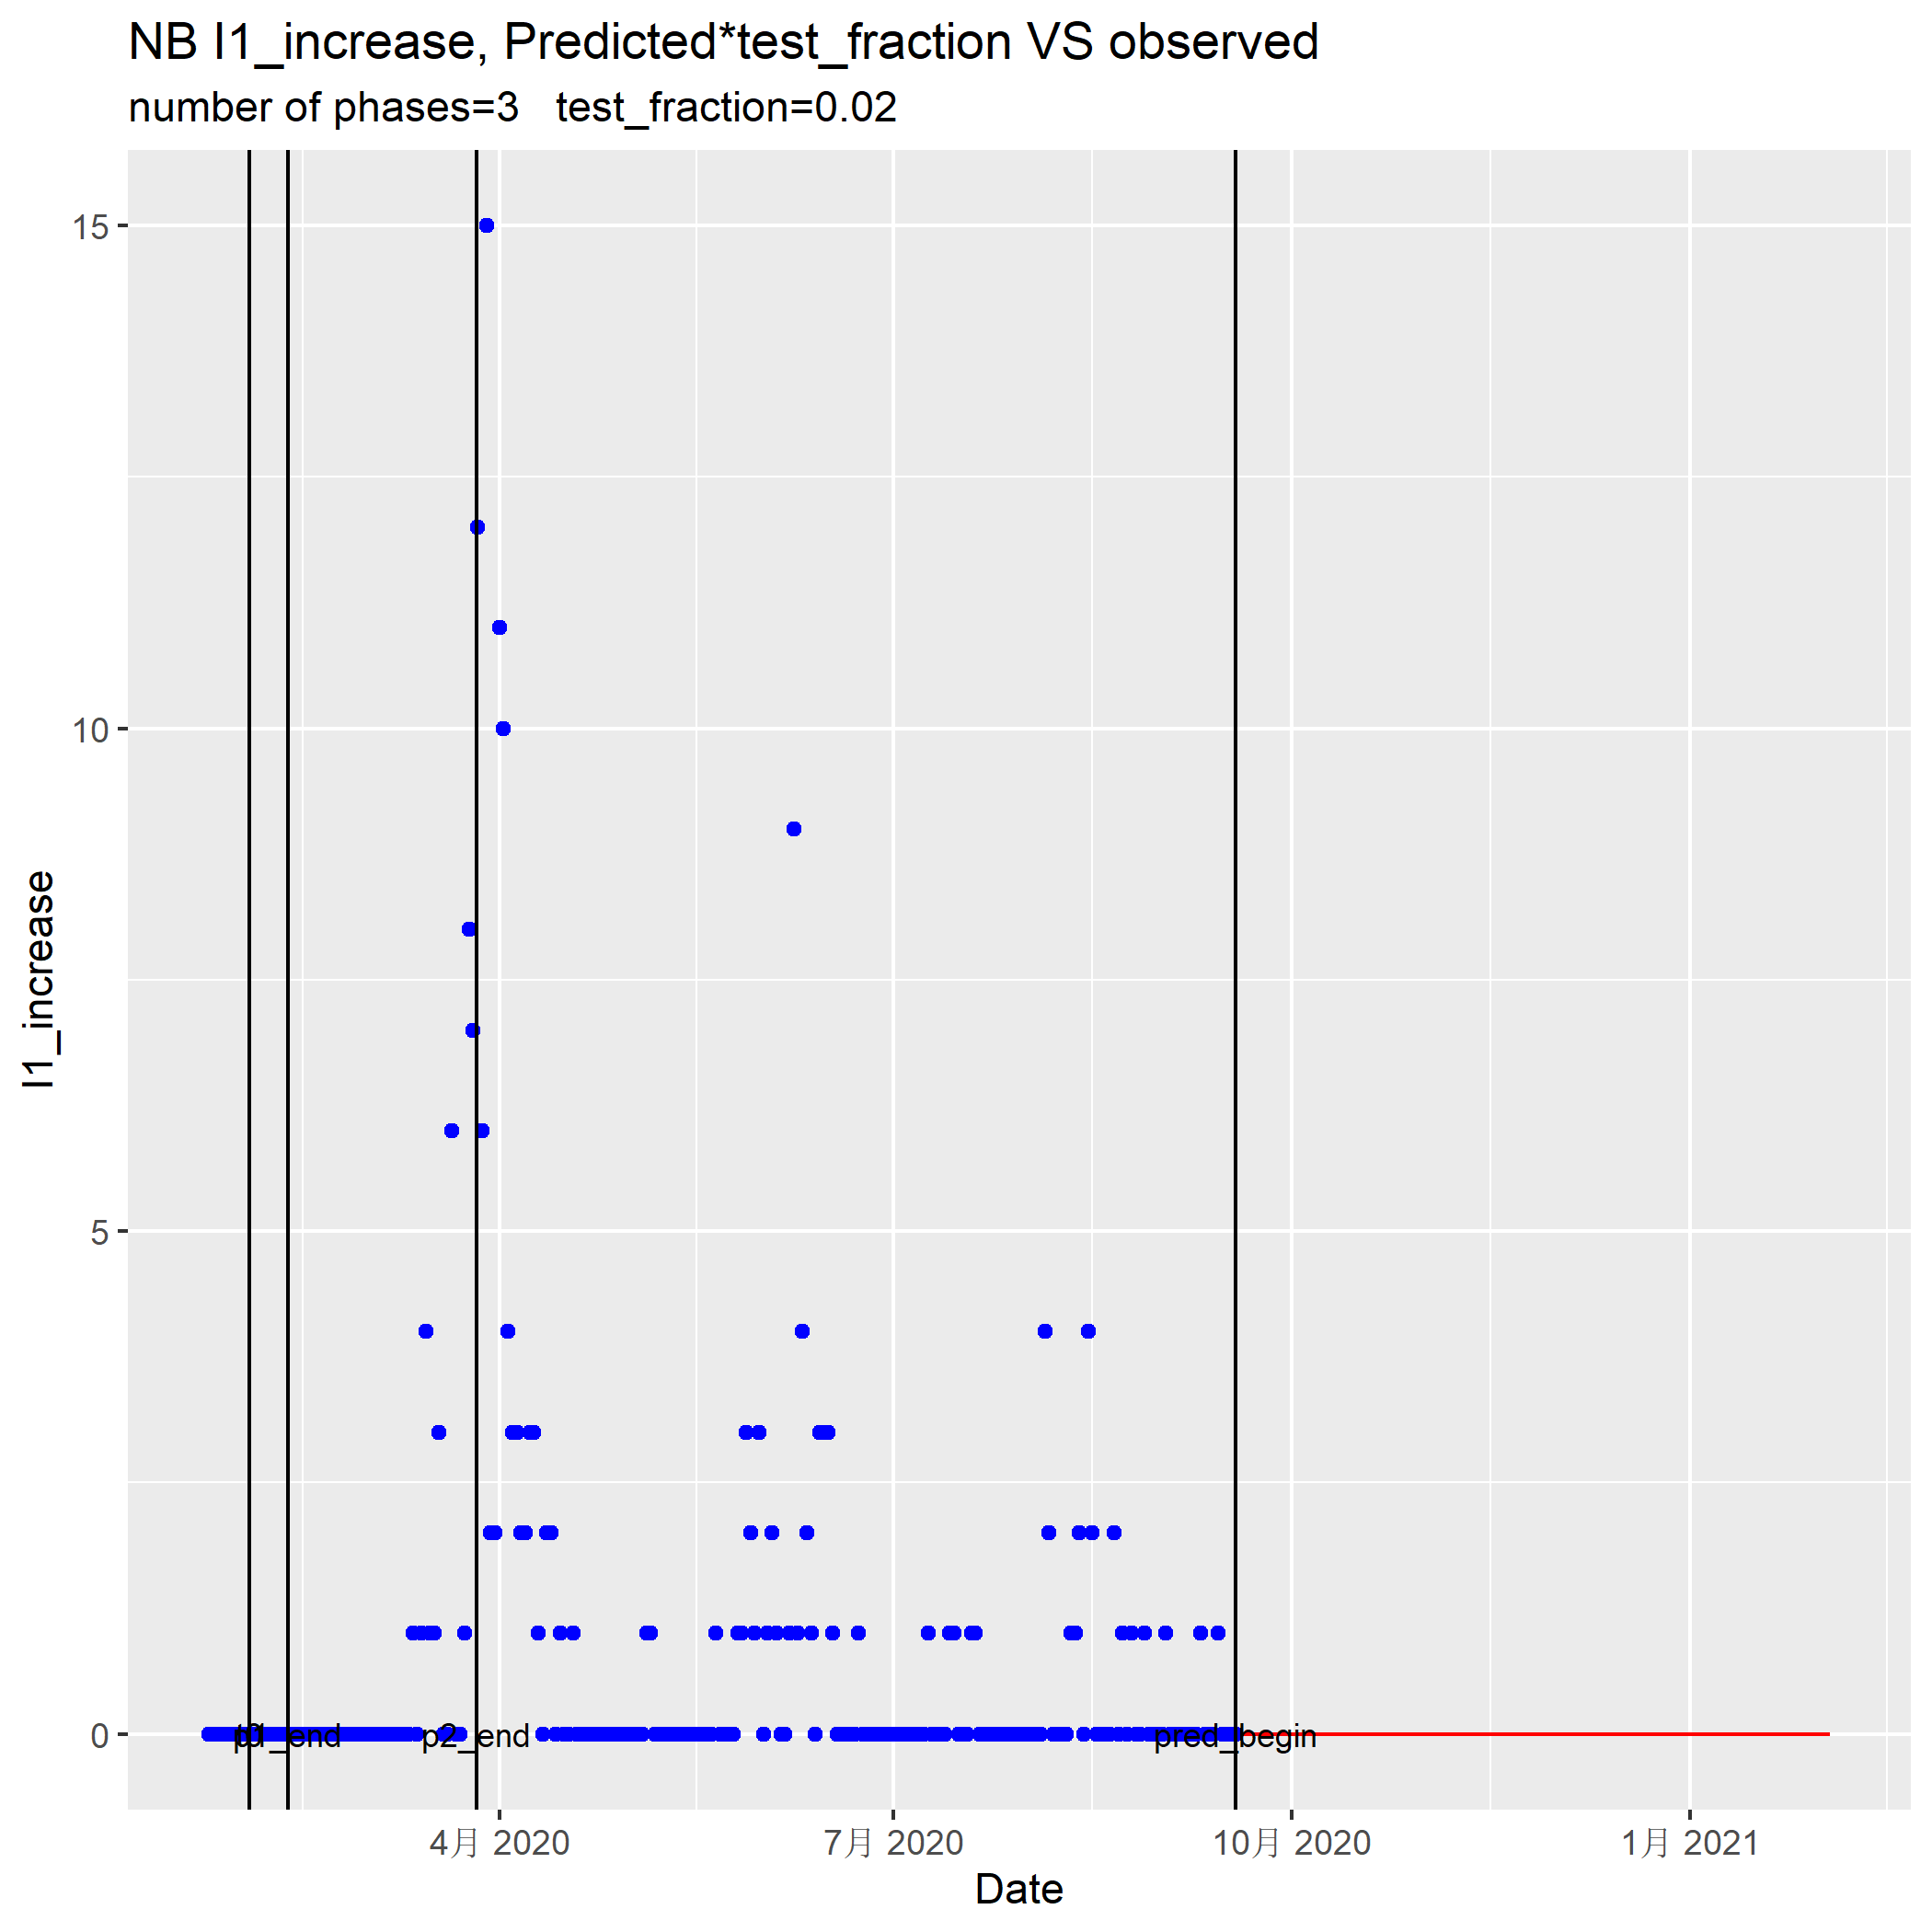 NB I1_increase, Predicted*test_fraction VS observed
number of phases=3   test_fraction=0.02
15
10
5
0
I1_increase
p1_end
p2_end
pred_begin
4月 2020
7月 2020
10月 2020
1月 2021
Date